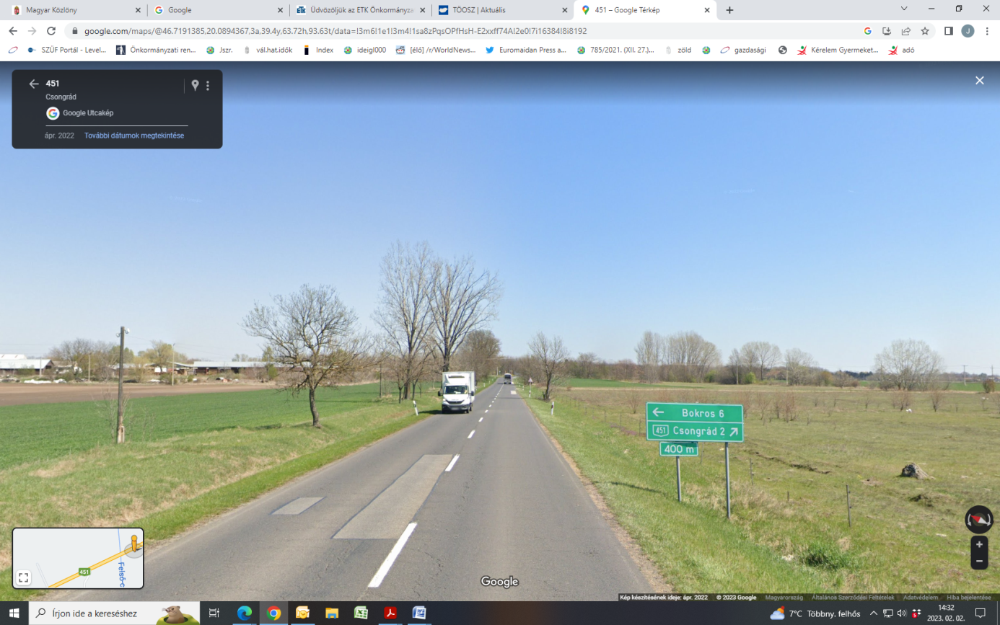 Magyar Közlöny
Google
Üdvözöljük az ETK Önkormányza
TÖOSZ | Aktuális
451 – Google Térkép
google.com/maps/@46.7191385,20.0894367,3a,39.4y,63.72h,93.63t/data=!3m6!1e1!3m4!1sa8zPqsOPfHsH-E2xxff74A!2e0!7i16384!8i8192
SZÜF Portál - Level...
Önkormányzati ren...
Jszr.
vál.hat.idők
Index
ideigl000
[élő] /r/WorldNews...
Euromaidan Press a...
785/2021. (XII. 27.)...
zöld
gazdasági
Kérelem Gyermeket...
adó
451
Csongrád
Google Utcakép
ápr. 2022 További dátumok megtekintése
Bokros 6
451 Csongrád 2
400 m
451
Felső-c
Google
Kép készítésének ideje: ápr. 2022 © 2023 Google Magyarország Általános Szerződési Feltételek Adatvédelem Hiba bejelentése
Írjon ide a kereséshez
7°C Többny. felhős
14:32
2023. 02. 02.